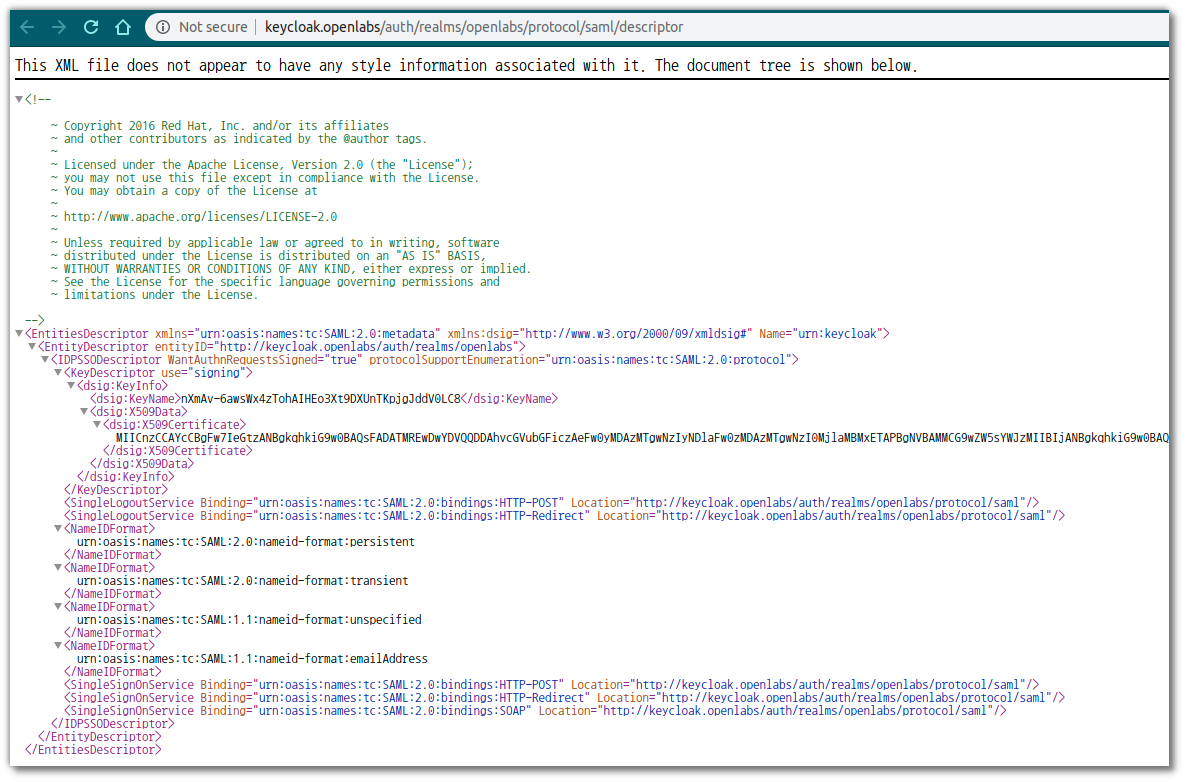 Not secure | keycloak.openlabs/auth/realms/openlabs/protocol/saml/descriptor
This XML file does not appear to have any style information associated with it. The document tree is shown below.
▼<!--
~ Copyright 2016 Red Hat, Inc. and/or its affiliates
~ and other contributors as indicated by the @author tags.
~
~ Licensed under the Apache License, Version 2.0 (the "License");
~ you may not use this file except in compliance with the License.
~ You may obtain a copy of the License at
~
~ http://www.apache.org/licenses/LICENSE-2.0
~
~ Unless required by applicable law or agreed to in writing, software
~ distributed under the License is distributed on an "AS IS" BASIS,
~ WITHOUT WARRANTIES OR CONDITIONS OF ANY KIND, either express or implied.
~ See the License for the specific language governing permissions and
~ limitations under the License.
-->
▼<EntitiesDescriptor xmlns="urn:oasis:names:tc:SAML:2.0:metadata" xmlns:dsig="http://www.w3.org/2000/09/xmldsig#" Name="urn:keycloak">
▼<EntityDescriptor entityID="http://keycloak.openlabs/auth/realms/openlabs">
▼<IDPSSODescriptor WantAuthnRequestsSigned="true" protocolSupportEnumeration="urn:oasis:names:tc:SAML:2.0:protocol">
▼<KeyDescriptor use="signing">
▼<dsig:KeyInfo>
<dsig:KeyName>nXmAv-6awsWx4zTohAIHEo3Xt9DXUnTKpjgJddV0LC8</dsig:KeyName>
▼<dsig:X509Data>
▼<dsig:X509Certificate>
MIICnzCCAYcCBgFw7IeGtzANBgkqhkiG9w0BAQsFADATMREwDwYDVQQDDAhvcGVubGFiczAeFw0yMDAzMTgwNzIyNDlaFw0zMDAzMTgwNzI0MjlaMBMxETAPBgNVBAMMCG9wZW5sYWJzMIIBIjANBgkqhkiG9w0BAQ
</dsig:X509Certificate>
</dsig:X509Data>
</dsig:KeyInfo>
</KeyDescriptor>
<SingleLogoutService Binding="urn:oasis:names:tc:SAML:2.0:bindings:HTTP-POST" Location="http://keycloak.openlabs/auth/realms/openlabs/protocol/saml"/>
<SingleLogoutService Binding="urn:oasis:names:tc:SAML:2.0:bindings:HTTP-Redirect" Location="http://keycloak.openlabs/auth/realms/openlabs/protocol/saml"/>
▼<NameIDFormat>
urn:oasis:names:tc:SAML:2.0:nameid-format:persistent
</NameIDFormat>
▼<NameIDFormat>
urn:oasis:names:tc:SAML:2.0:nameid-format:transient
</NameIDFormat>
▼<NameIDFormat>
urn:oasis:names:tc:SAML:1.1:nameid-format:unspecified
</NameIDFormat>
▼<NameIDFormat>
urn:oasis:names:tc:SAML:1.1:nameid-format:emailAddress
</NameIDFormat>
<SingleSignOnService Binding="urn:oasis:names:tc:SAML:2.0:bindings:HTTP-POST" Location="http://keycloak.openlabs/auth/realms/openlabs/protocol/saml"/>
<SingleSignOnService Binding="urn:oasis:names:tc:SAML:2.0:bindings:HTTP-Redirect" Location="http://keycloak.openlabs/auth/realms/openlabs/protocol/saml"/>
<SingleSignOnService Binding="urn:oasis:names:tc:SAML:2.0:bindings:SOAP" Location="http://keycloak.openlabs/auth/realms/openlabs/protocol/saml"/>
</IDPSSODescriptor>
</EntityDescriptor>
</EntitiesDescriptor>